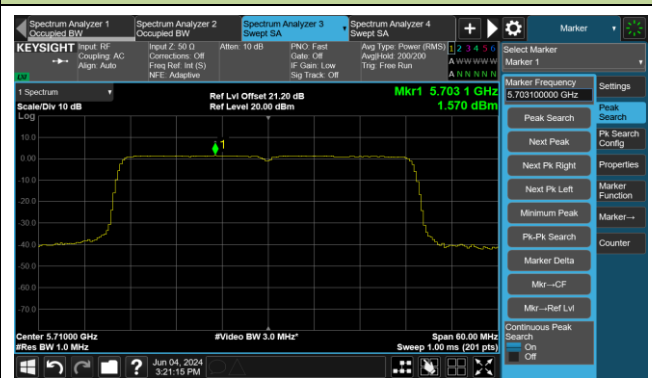 Spectrum Analyzer 1
Occupied BW
Spectrum Analyzer 2
Occupied BW
Spectrum Analyzer 3
Swept SA
Spectrum Analyzer 4
Swept SA
Marker
KEYSIGHT
Input: RF
Coupling: AC
Align: Auto
Input Z: 50 Ω
Corrections: Off
Freq Ref: Int (S)
NFE: Adaptive
Atten: 10 dB
PNO: Fast
Gate: Off
IF Gain: Low
Sig Track: Off
Avg Type: Power (RMS)
Avg|Hold: 200/200
Trig: Free Run
1 2 3 4 5 6
A W W W W W
A N N N N N
LXI
1 Spectrum
Scale/Div 10 dB
Log
Ref Lvl Offset 21.20 dB
Ref Level 20.00 dBm
Mkr1 5.703 1 GHz
1.570 dBm
1
10.0
0.00
-10.0
-20.0
-30.0
-40.0
-50.0
-60.0
-70.0
Center 5.71000 GHz
#Res BW 1.0 MHz
#Video BW 3.0 MHz*
Span 60.00 MHz
Sweep 1.00 ms (201 pts)
Jun 04, 2024
3:21:15 PM
Select Marker
Marker 1
Marker Frequency
5.703100000 GHz
Peak Search
Next Peak
Next Pk Right
Next Pk Left
Minimum Peak
Pk-Pk Search
Marker Delta
Mkr→CF
Mkr→Ref Lvl
Continuous Peak
Search
On
Off
Settings
Peak
Search
Pk Search
Config
Properties
Marker
Function
Marker→
Counter